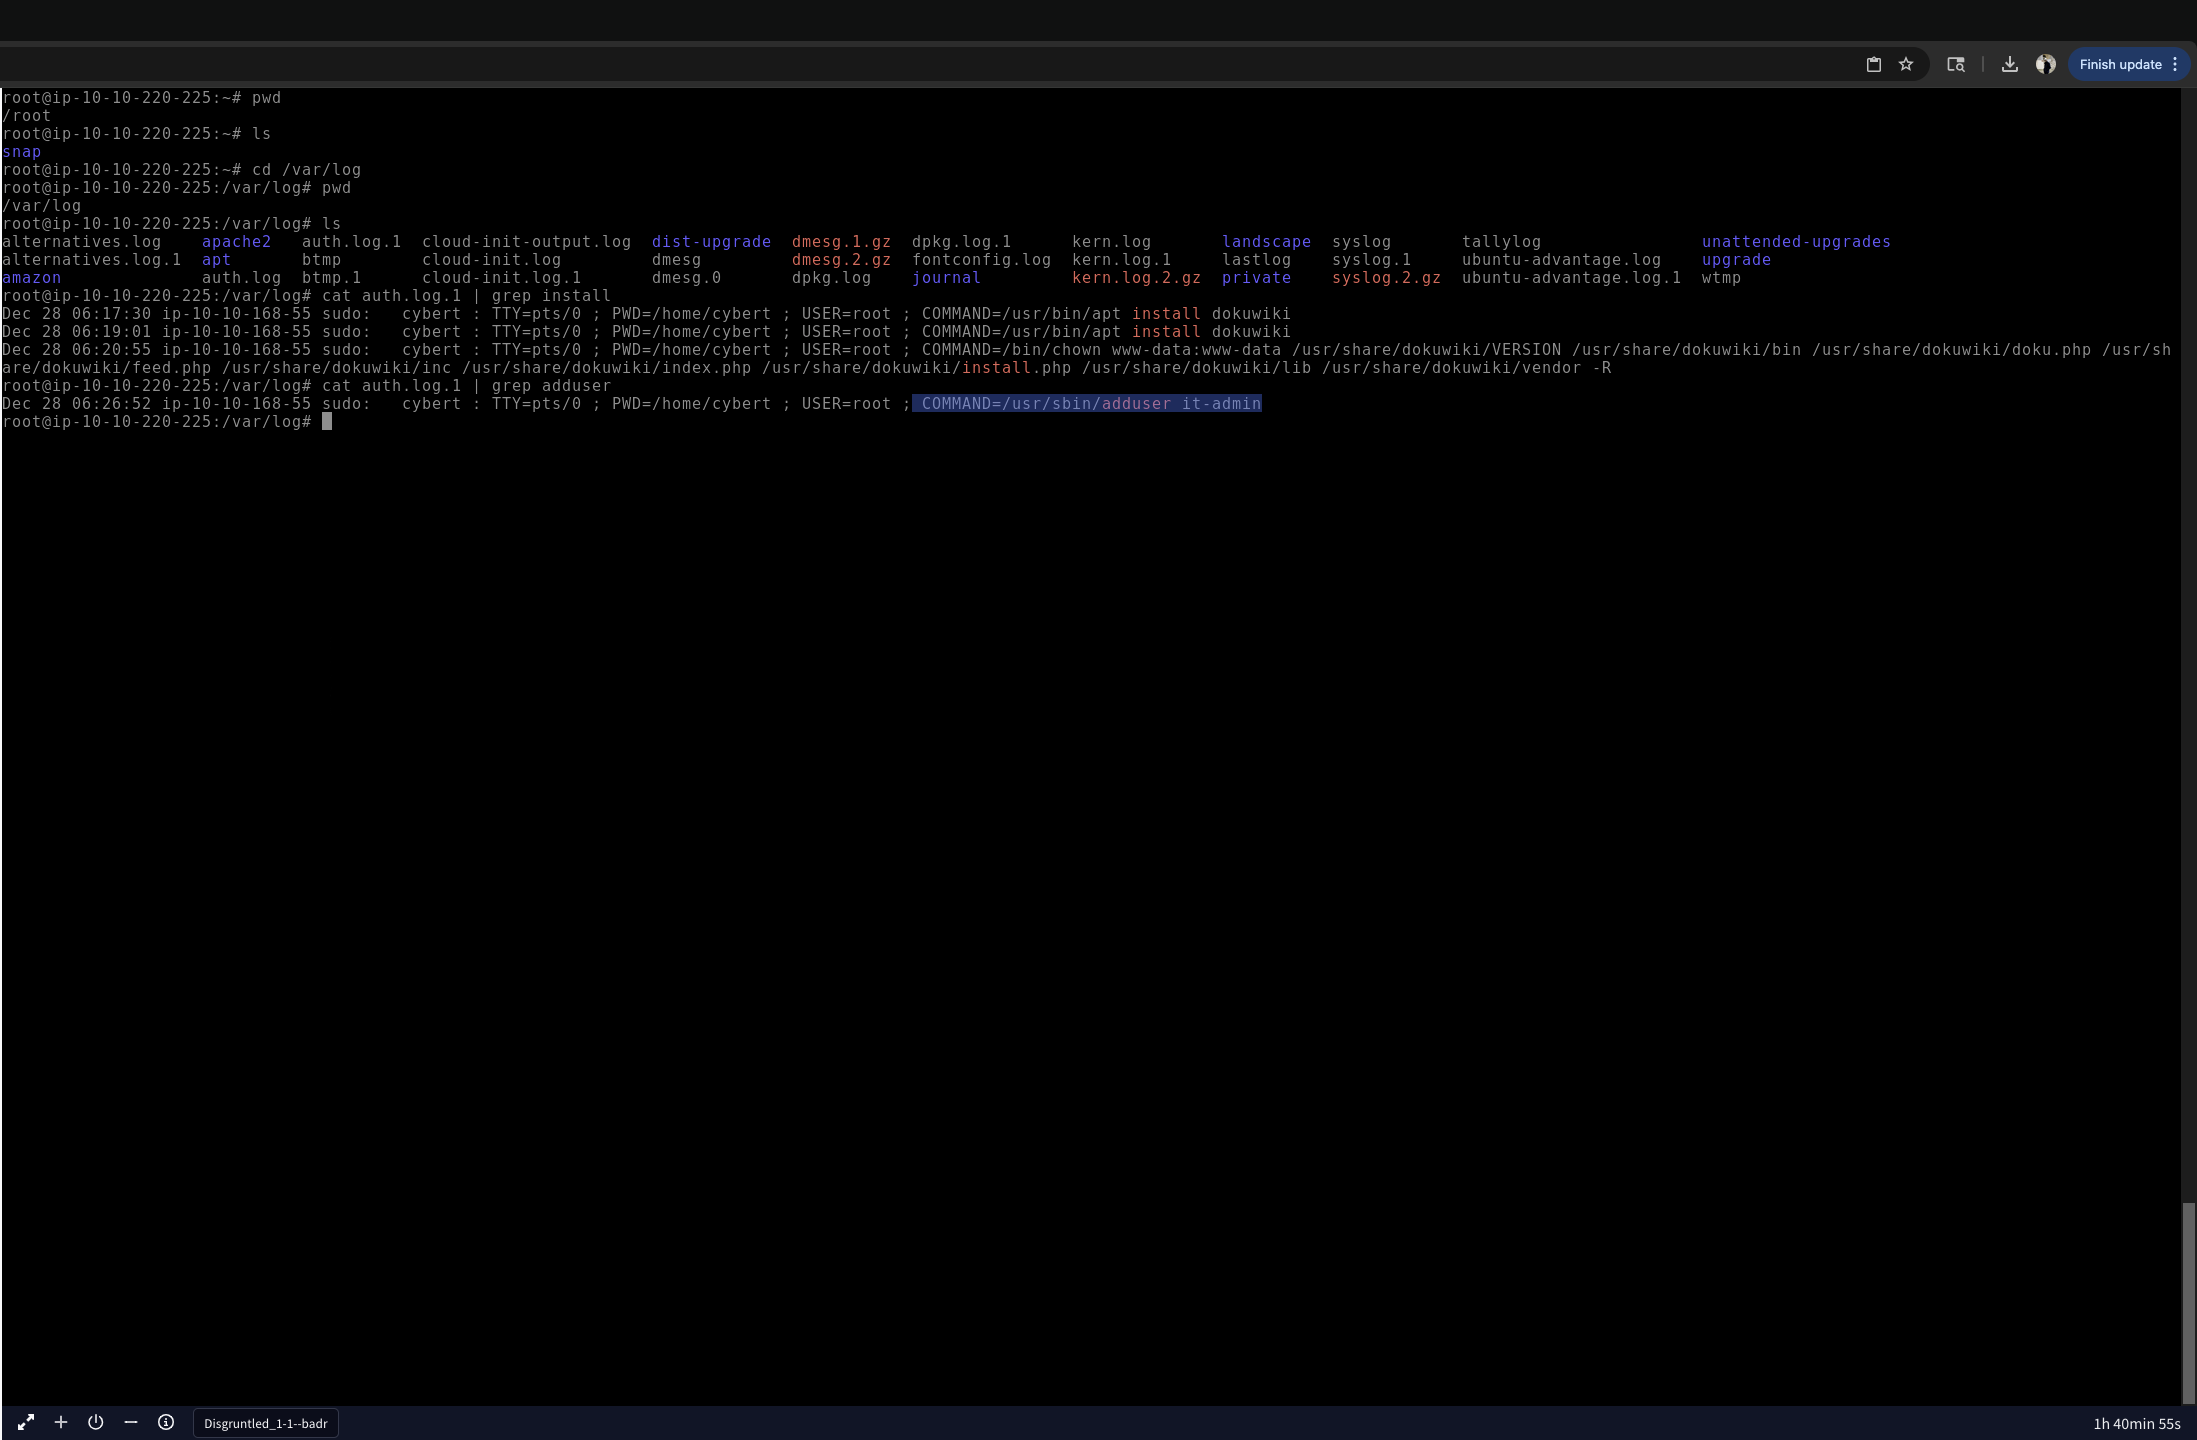 Finish update
root@ip-10-10-220-225:~# pwd
/root
root@ip-10-10-220-225:~# ls
snap
root@ip-10-10-220-225:~# cd /var/log
root@ip-10-10-220-225:/var/log# pwd
/var/log
root@ip-10-10-220-225:/var/log# ls
alternatives.log    apache2   auth.log.1  cloud-init-output.log  dist-upgrade  dmesg.1.gz  dpkg.log.1      kern.log       landscape  syslog       tallylog                unattended-upgrades
alternatives.log.1  apt       btmp        cloud-init.log         dmesg         dmesg.2.gz  fontconfig.log  kern.log.1     lastlog    syslog.1     ubuntu-advantage.log    upgrade
amazon              auth.log  btmp.1      cloud-init.log.1       dmesg.0       dpkg.log    journal         kern.log.2.gz  private    syslog.2.gz  ubuntu-advantage.log.1  wtmp
root@ip-10-10-220-225:/var/log# cat auth.log.1 | grep install
Dec 28 06:17:30 ip-10-10-168-55 sudo:   cybert : TTY=pts/0 ; PWD=/home/cybert ; USER=root ; COMMAND=/usr/bin/apt install dokuwiki
Dec 28 06:19:01 ip-10-10-168-55 sudo:   cybert : TTY=pts/0 ; PWD=/home/cybert ; USER=root ; COMMAND=/usr/bin/apt install dokuwiki
Dec 28 06:20:55 ip-10-10-168-55 sudo:   cybert : TTY=pts/0 ; PWD=/home/cybert ; USER=root ; COMMAND=/bin/chown www-data:www-data /usr/share/dokuwiki/VERSION /usr/share/dokuwiki/bin /usr/share/dokuwiki/doku.php /usr/sh
are/dokuwiki/feed.php /usr/share/dokuwiki/inc /usr/share/dokuwiki/index.php /usr/share/dokuwiki/install.php /usr/share/dokuwiki/lib /usr/share/dokuwiki/vendor -R
root@ip-10-10-220-225:/var/log# cat auth.log.1 | grep adduser
Dec 28 06:26:52 ip-10-10-168-55 sudo:   cybert : TTY=pts/0 ; PWD=/home/cybert ; USER=root ; COMMAND=/usr/sbin/adduser it-admin
root@ip-10-10-220-225:/var/log#
Disgruntled_1-1--badr
1h 40min 55s